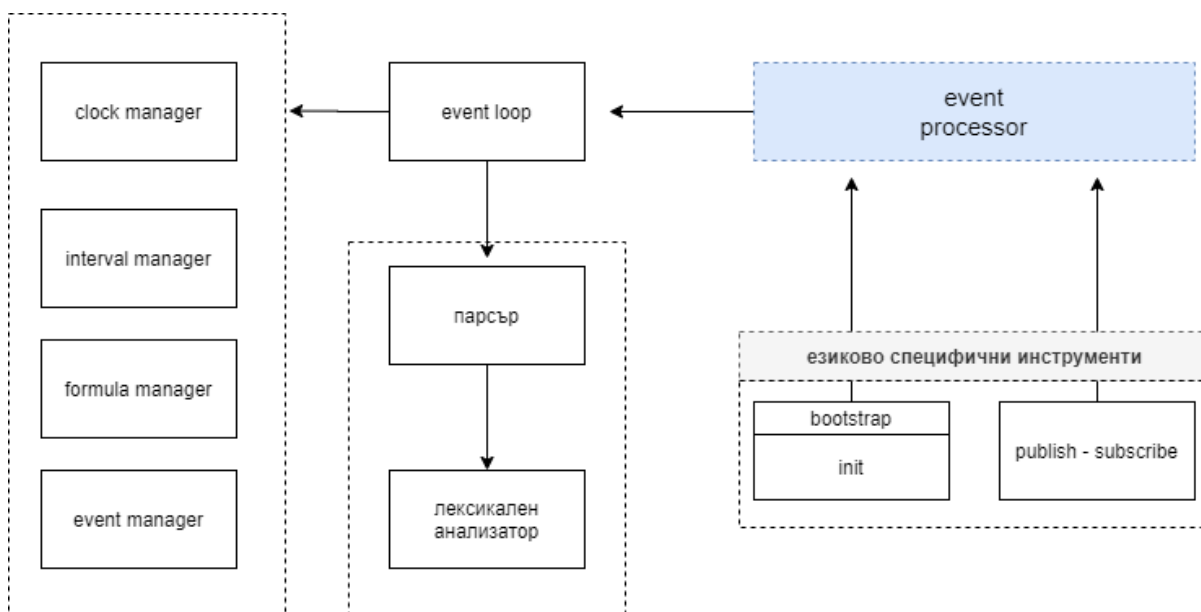 clock manager
event loop
event
processor
interval manager
парсър
formula manager
езиково специфични инструменти
bootstrap
init
publish - subscribe
event manager
лексикален
анализатор